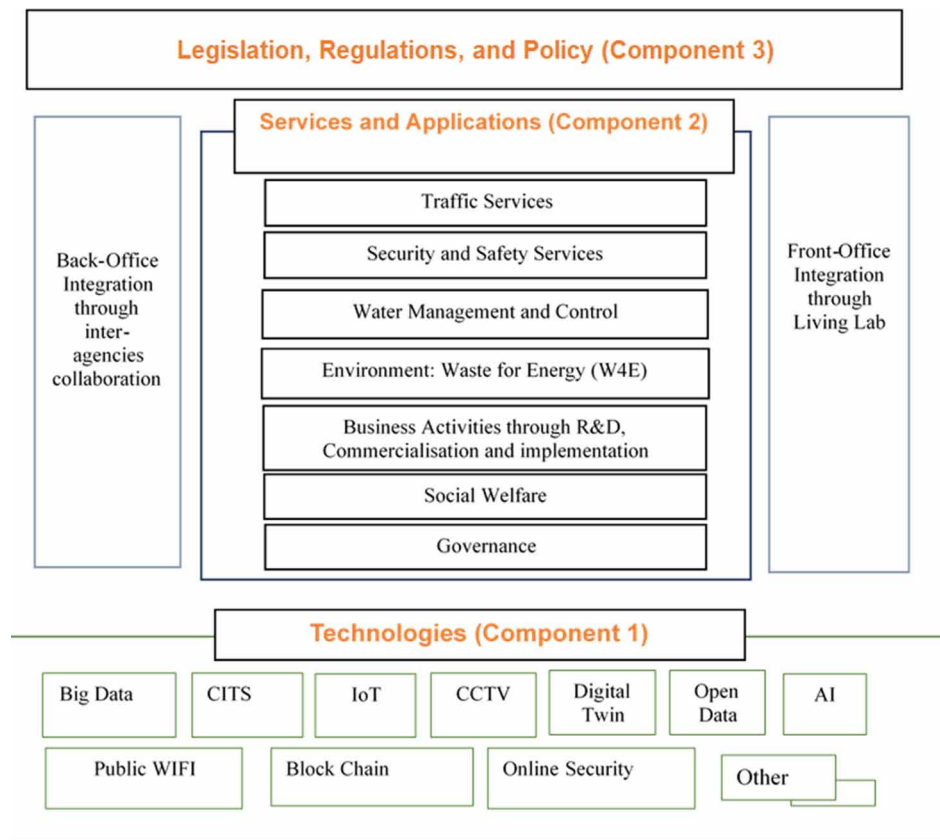 Legislation, Regulations, and Policy (Component 3)
Services and Applications (Component 2)
Back-Office
Integration
through
inter-
agencies
collaboration
Traffic Services
Security and Safety Services
Water Management and Control
Environment: Waste for Energy (W4E)
Business Activities through R&D,
Commercialisation and implementation
Social Welfare
Governance
Front-Office
Integration
through
Living Lab
Technologies (Component 1)
Big Data
CITS
IoT
CCTV
Digital
Twin
Open
Data
AI
Public WIFI
Block Chain
Online Security
Other